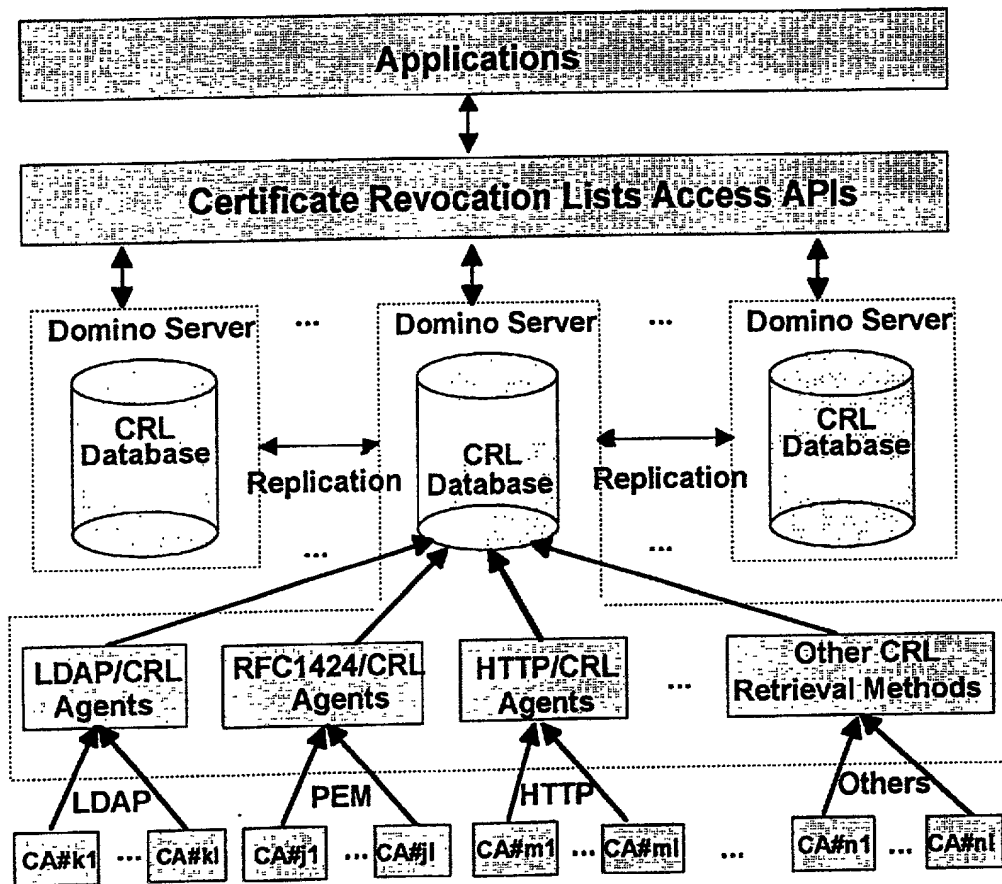 Applications
Certificate Revocation Lists Access APIs
Domino Server
...
Domino Server
...
Domino Server
CRL
Database
Replication
CRL
Database
Replication
CRL
Database
...
...
LDAP/CRL
Agents
RFC1424/CRL
Agents
HTTP/CRL
Agents
...
Other CRL
Retrieval Methods
LDAP
PEM
HTTP
Others
CA#k1
...
CA#kl
CA#j1
...
CA#jl
CA#m1
...
CA#ml
...
CA#n1
...
CA#nl